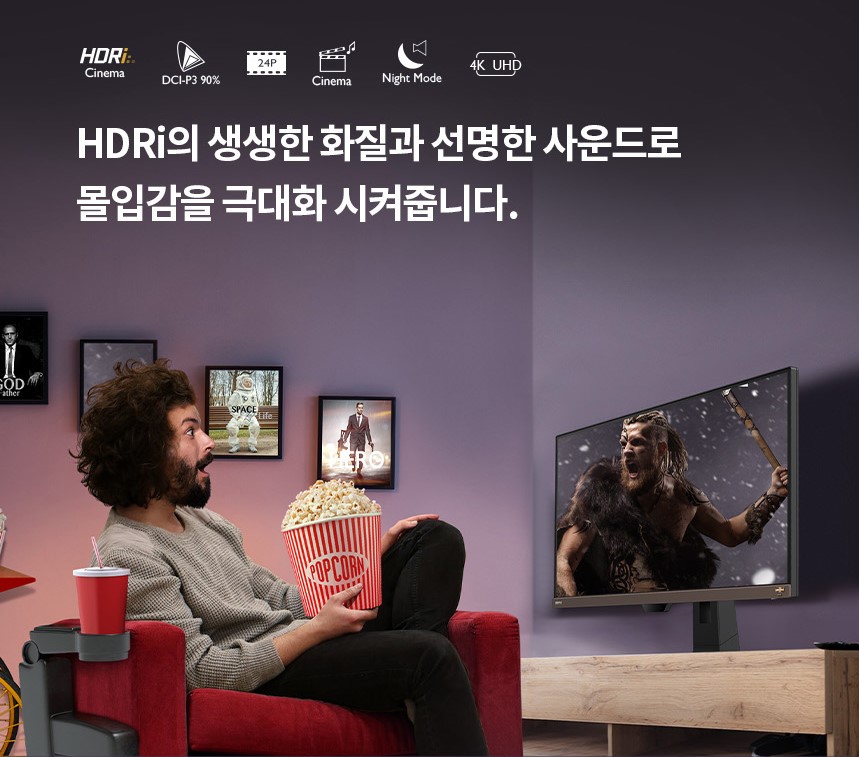 HDRi
Cinema
DCI-P3 90%
24P
Cinema
Night Mode
4K UHD
HDRi의 생생한 화질과 선명한 사운드로
몰입감을 극대화 시켜줍니다.
GOD
Father
SPACE Life
HERO
POPCORN